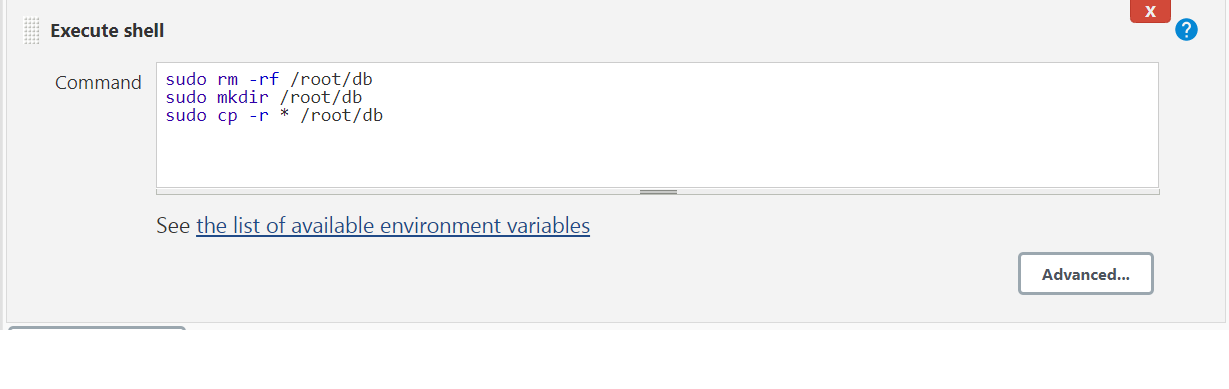 X
Execute shell
?
Command
sudo rm -rf /root/db
sudo mkdir /root/db
sudo cp -r * /root/db
See the list of available environment variables
Advanced...